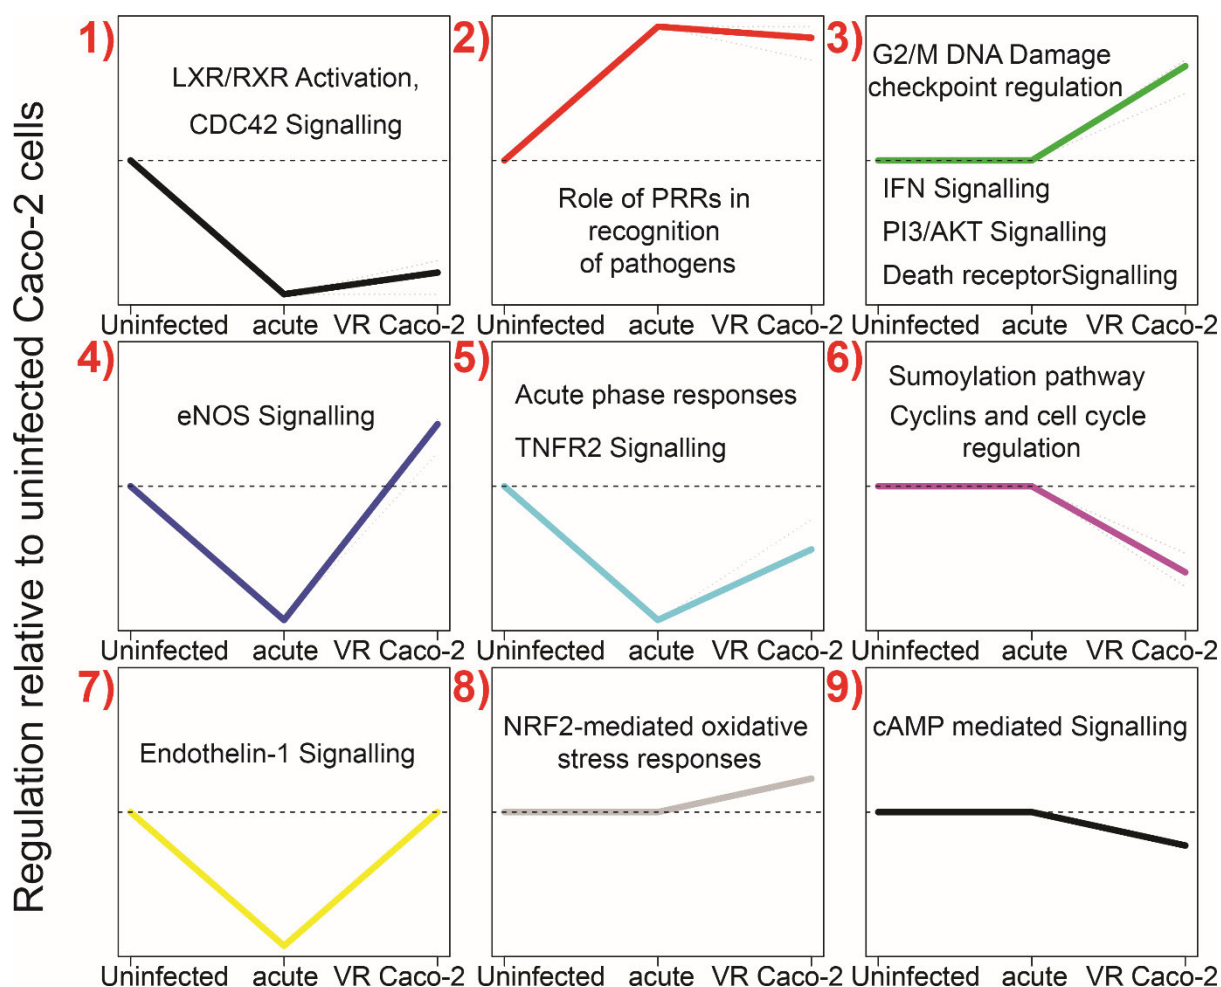 Regulation relative to uninfected Caco-2 cells
1)
LXR/RXR Activation,
CDC42 Signalling
Uninfected acute VR Caco-2
2)
Role of PRRs in
recognition
of pathogens
Uninfected acute VR Caco-2
3)
G2/M DNA Damage
checkpoint regulation
IFN Signalling
PI3/AKT Signalling
Death receptorSignalling
Uninfected acute VR Caco-2
4)
eNOS Signalling
Uninfected acute VR Caco-2
5)
Acute phase responses
TNFR2 Signalling
Uninfected acute VR Caco-2
6)
Sumoylation pathway
Cyclins and cell cycle
regulation
Uninfected acute VR Caco-2
7)
Endothelin-1 Signalling
Uninfected acute VR Caco-2
8)
NRF2-mediated oxidative
stress responses
Uninfected acute VR Caco-2
9)
cAMP mediated Signalling
Uninfected acute VR Caco-2